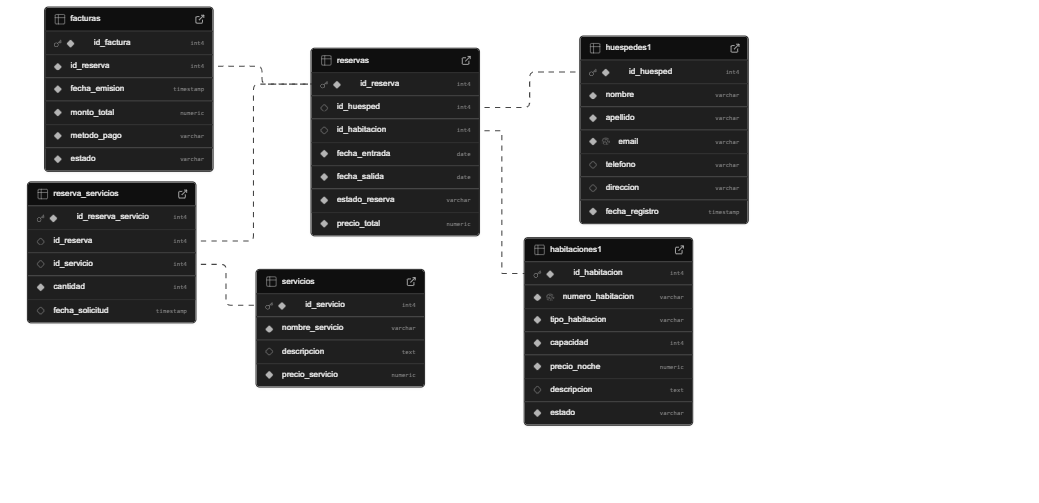 facturas
id_factura int4
id_reserva int4
fecha_emision timestamp
monto_total numeric
metodo_pago varchar
estado varchar
reserva_servicios
id_reserva_servicio int4
id_reserva int4
id_servicio int4
cantidad int4
fecha_solicitud timestamp
reservas
id_reserva int4
id_huesped int4
id_habitacion int4
fecha_entrada date
fecha_salida date
estado_reserva varchar
precio_total numeric
servicios
id_servicio int4
nombre_servicio varchar
descripcion text
precio_servicio numeric
huespedes1
id_huesped int4
nombre varchar
apellido varchar
email varchar
telefono varchar
direccion varchar
fecha_registro timestamp
habitaciones1
id_habitacion int4
numero_habitacion varchar
tipo_habitacion varchar
capacidad int4
precio_noche numeric
descripcion text
estado varchar